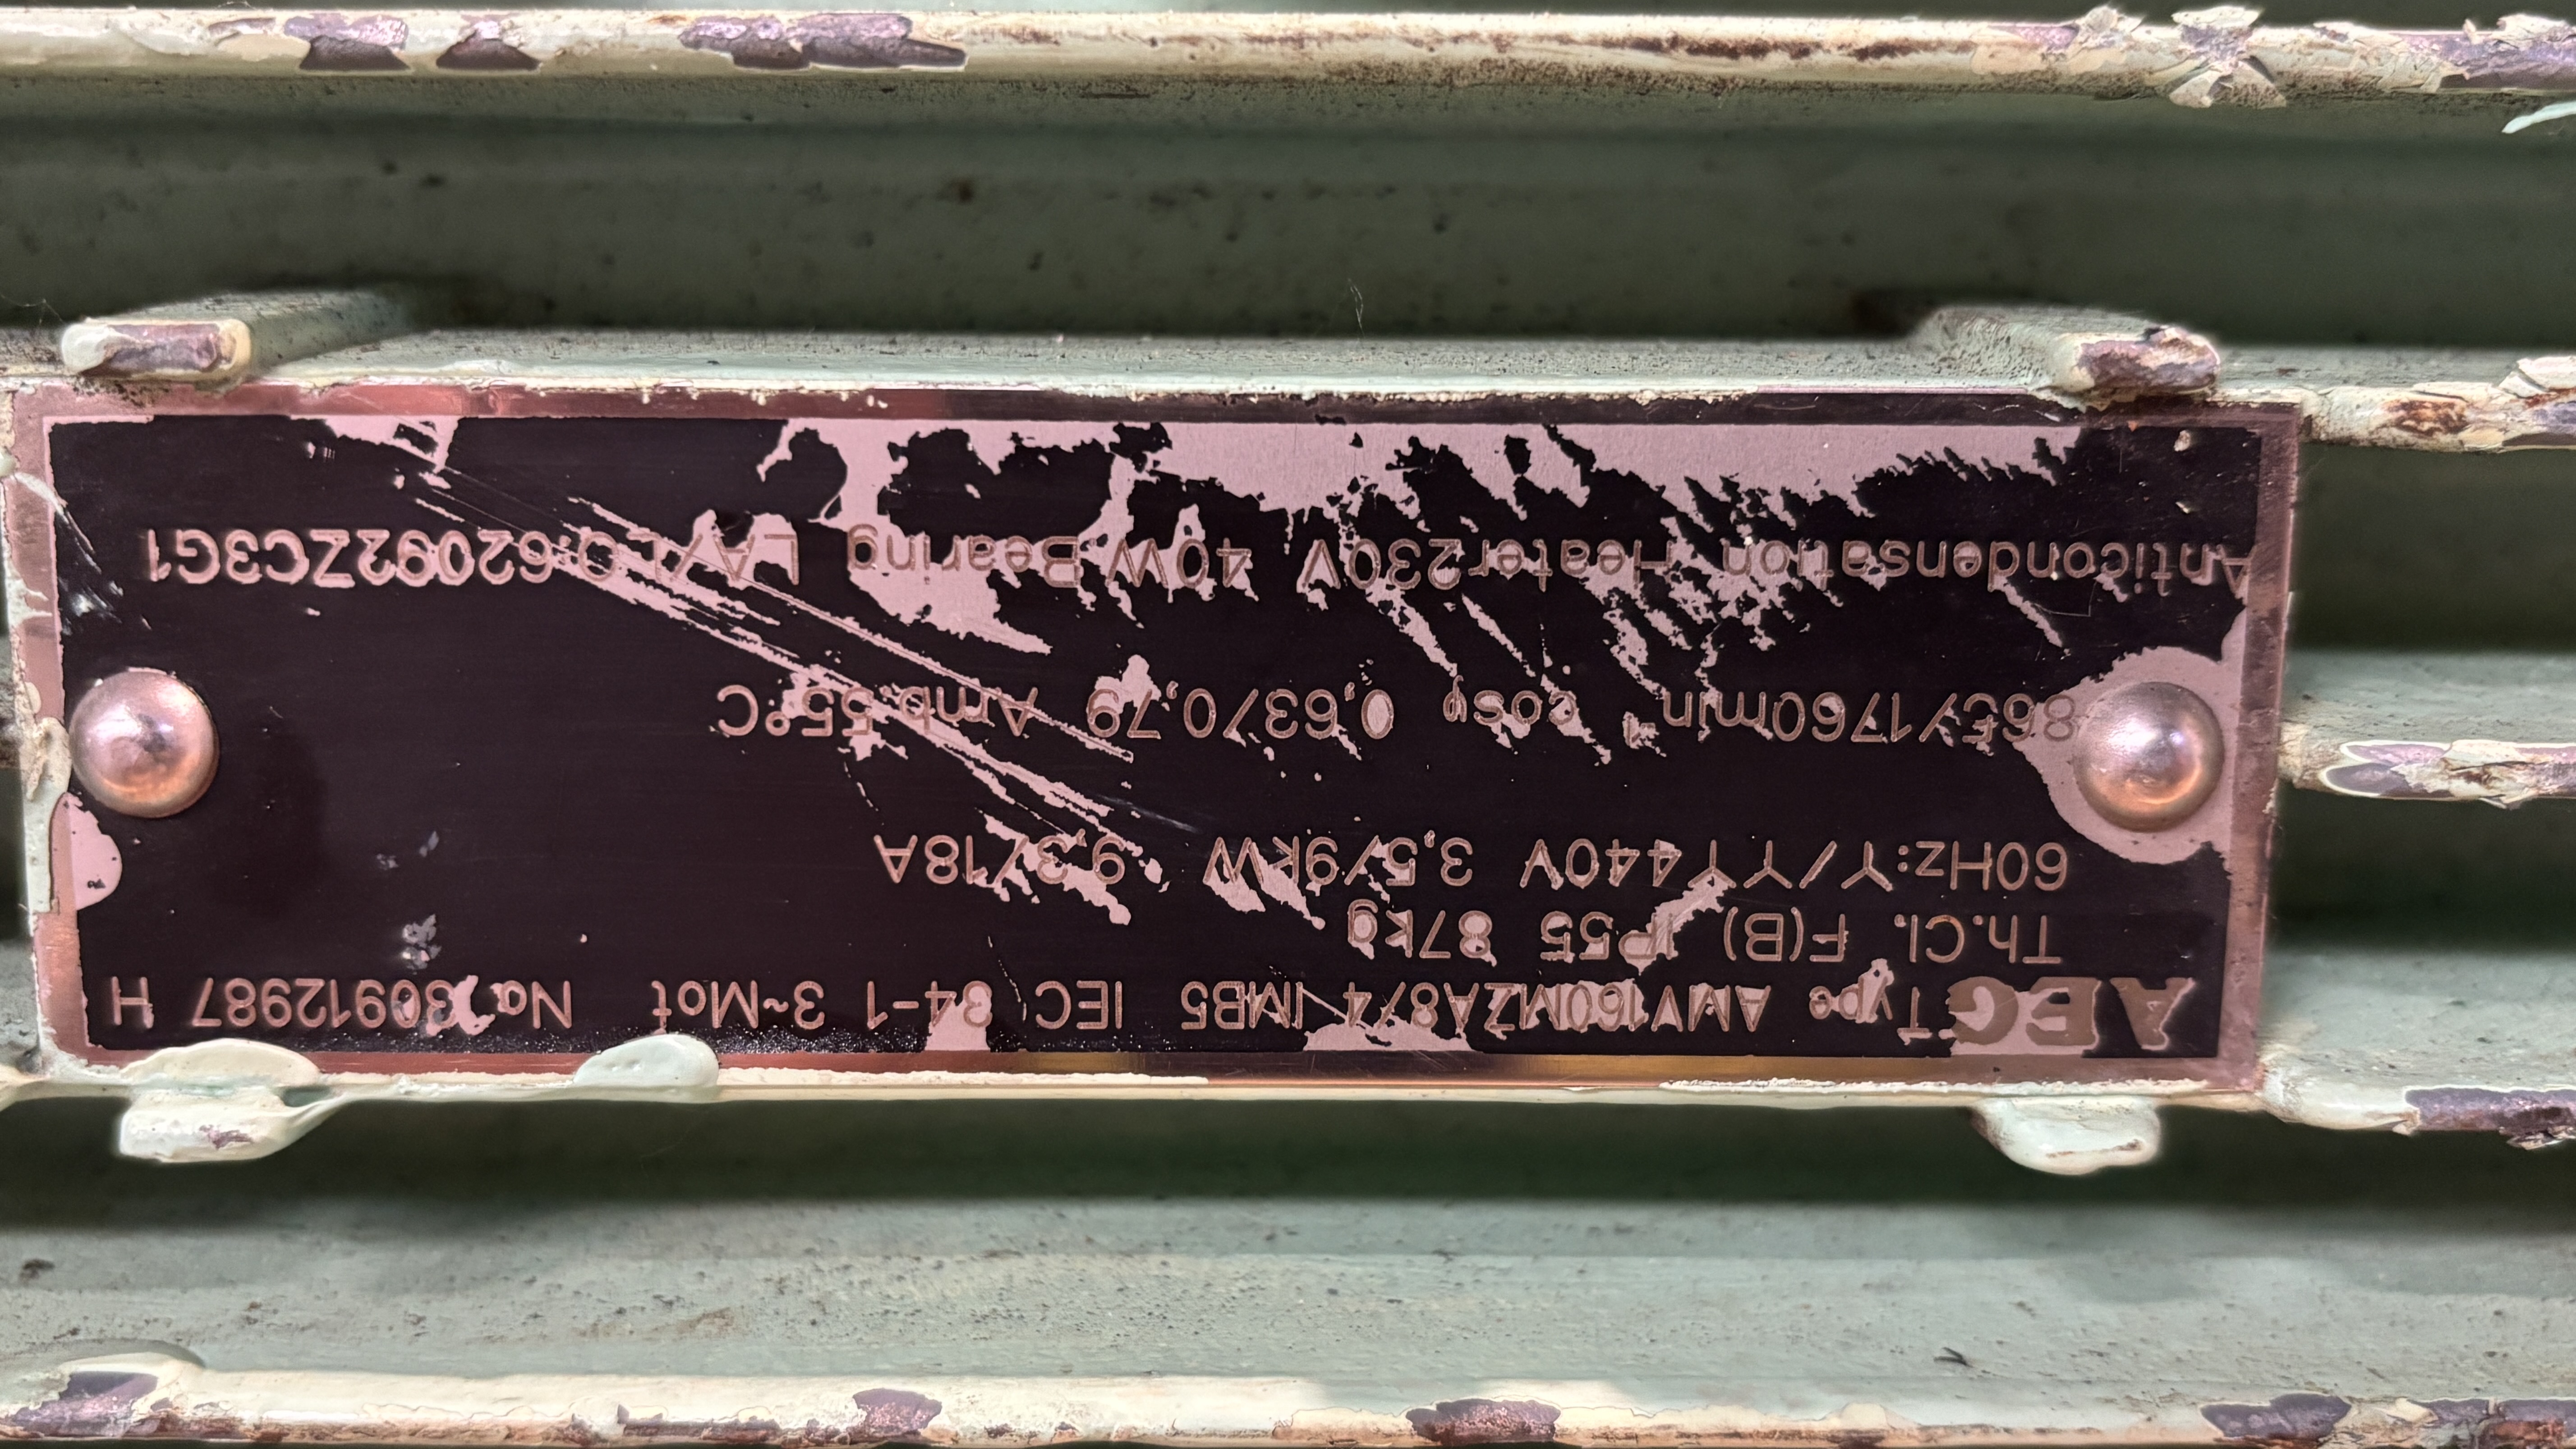 AEG Type AMV160MZA8/4 IMB5 IEC 34-1 3~Mot No 30912987 H
Th.Cl. F(B) IP55 87kg
60Hz:Y/YY440V 3,5/9kW 9,3/18A
865/1760min⁻¹ cosφ 0,63/0,79 Amb.55°C
Anticondensation Heater230V 40W Bearing LA/LO:62092ZC3G1